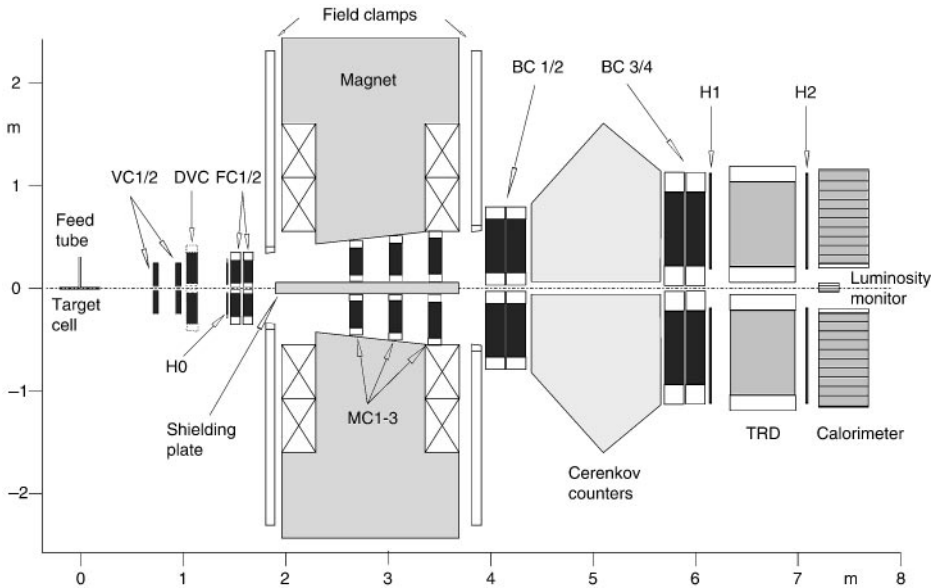 Field clamps
2
Magnet
BC 1/2
BC 3/4
H1
H2
m
VC1/2
DVC
FC1/2
1
Feed
tube
0
Target
cell
Luminosity
monitor
H0
–1
Shielding
plate
MC1-3
TRD
Calorimeter
Cerenkov
counters
–2
0
1
2
3
4
5
6
7
m
8